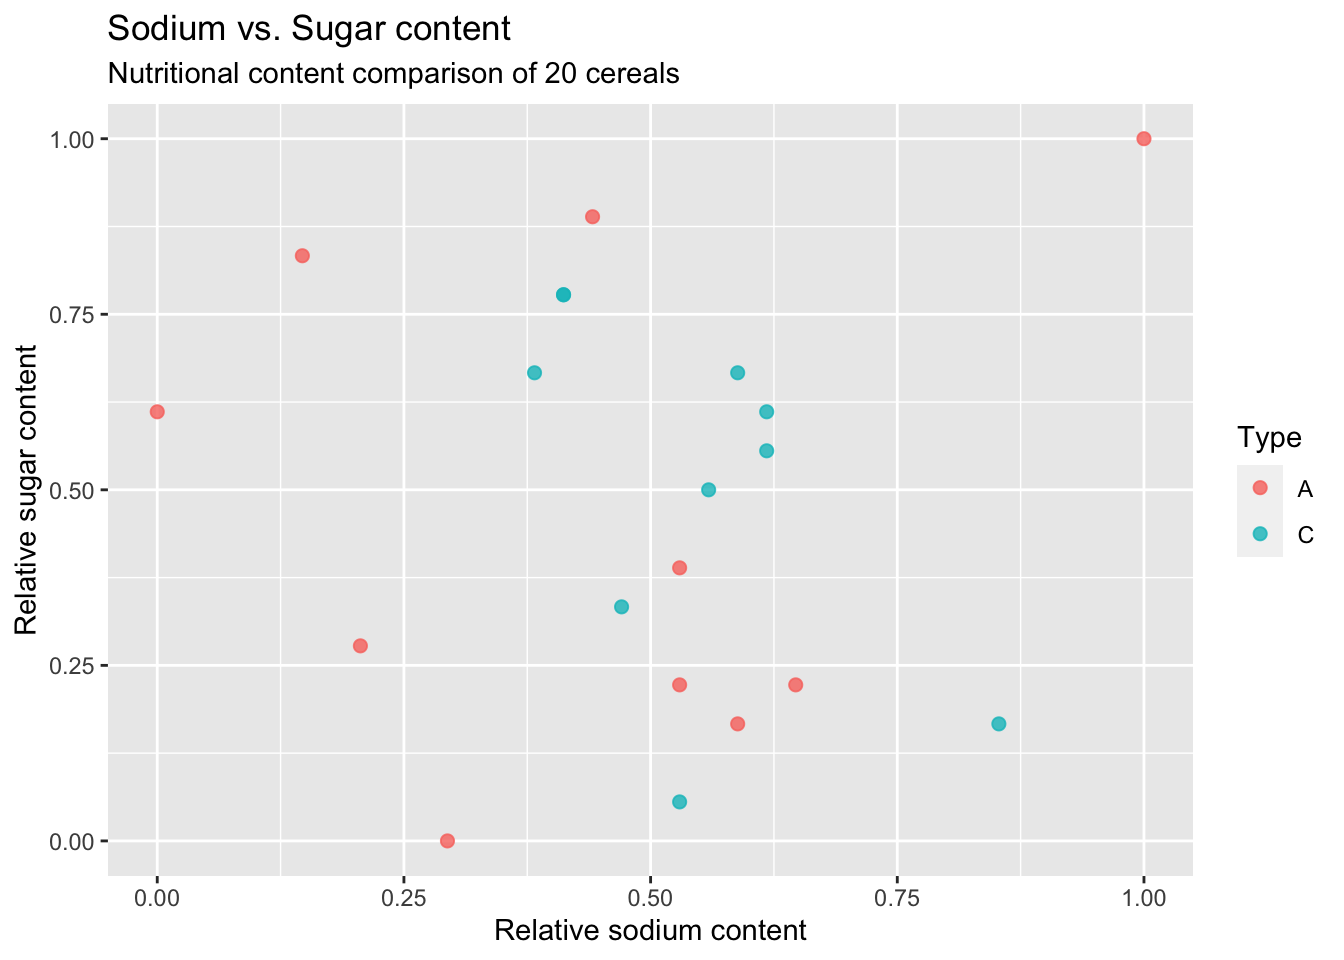 Sodium vs. Sugar content
Nutritional content comparison of 20 cereals
1.00
0.75
0.50
0.25
0.00
Relative sugar content
0.00 0.25 0.50 0.75 1.00
Relative sodium content
Type
A
C